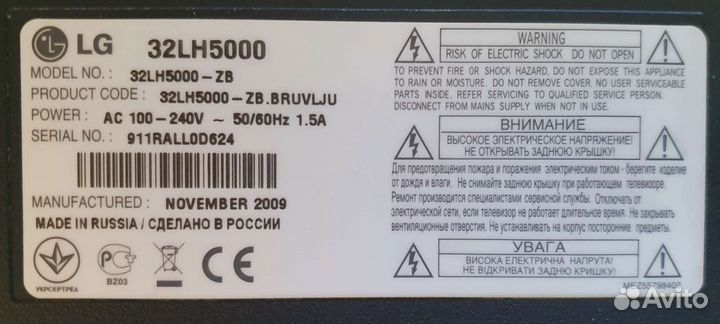 LG 32LH5000
MODEL NO. : 32LH5000-ZB
PRODUCT CODE : 32LH5000-ZB.BRUVLJU
POWER : AC 100-240V ~ 50/60Hz 1.5A
SERIAL NO. : 911RALL0D624
MANUFACTURED : NOVEMBER 2009
MADE IN RUSSIA / СДЕЛАНО В РОССИИ
УКРСЕПТРЕА
РС
BZ03
CE
WARNING
RISK OF ELECTRIC SHOCK DO NOT OPEN
TO PREVENT FIRE OR SHOCK HAZARD, DO NOT EXPOSE THIS APPLIANCE
TO RAIN OR MOISTURE. DO NOT REMOVE COVER. NO USER SERVICEABLE
PARTS INSIDE. REFER SERVICING TO QUALIFIED SERVICE PERSON.
DISCONNECT FROM MAINS SUPPLY WHEN NOT IN USE.
ВНИМАНИЕ
ВЫСОКОЕ ЭЛЕКТРИЧЕСКОЕ НАПРЯЖЕНИЕ!
НЕ ОТКРЫВАТЬ ЗАДНЮЮ КРЫШКУ!
Для предотвращения пожара и поражения электрическим током - берегите изделие
от дождя и влаги. Не снимайте заднюю крышку при работающем телевизоре.
Ремонт производится специалистами сервисной службы. Отключать от
электрической сети, если телевизор не работает длительное время. Не закрывать
вентиляционные отверстия. Не устанавливать на корпус посторонние предметы.
УВАГА
ВИСОКА ЕЛЕКТРИЧНА НАПРУГА!
НЕ ВІДКРИВАТИ ЗАДНЮ КРИШКУ!
MEZ55798402
Avito